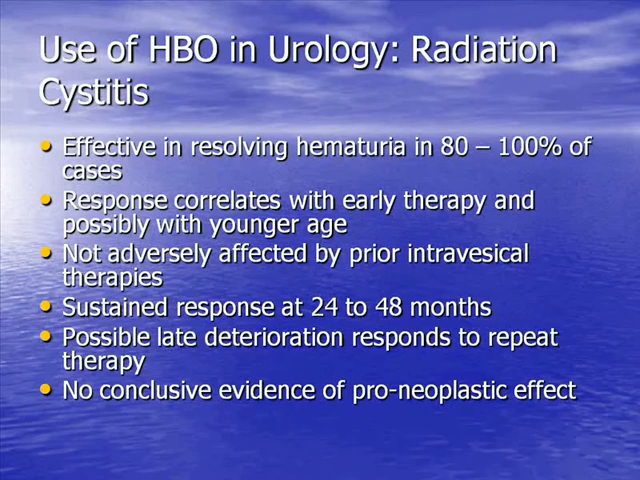 Use of HBO in Urology: Radiation
Cystitis
• Effective in resolving hematuria in 80 – 100% of
cases
• Response correlates with early therapy and
possibly with younger age
• Not adversely affected by prior intravesical
therapies
• Sustained response at 24 to 48 months
• Possible late deterioration responds to repeat
therapy
• No conclusive evidence of pro-neoplastic effect